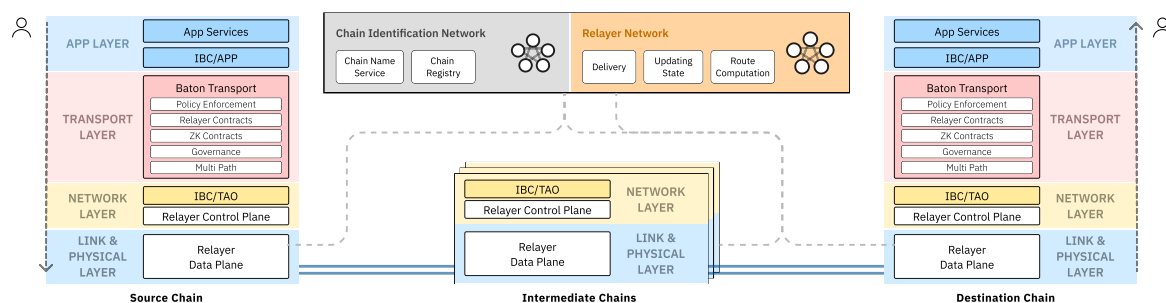 APP LAYER
App Services
IBC/APP
TRANSPORT
LAYER
Baton Transport
Policy Enforcement
Relayer Contracts
ZK Contracts
Governance
Multi Path
NETWORK
LAYER
IBC/TAO
Relayer Control Plane
LINK &
PHYSICAL
LAYER
Relayer
Data Plane
Source Chain
Chain Identification Network
Chain Name
Service
Chain
Registry
Relayer Network
Delivery
Updating
State
Route
Computation
IBC/TAO
Relayer Control Plane
NETWORK
LAYER
Relayer
Data Plane
LINK &
PHYSICAL
LAYER
Intermediate Chains
App Services
IBC/APP
APP LAYER
Baton Transport
Policy Enforcement
Relayer Contracts
ZK Contracts
Governance
Multi Path
TRANSPORT
LAYER
IBC/TAO
Relayer Control Plane
NETWORK
LAYER
Relayer
Data Plane
LINK &
PHYSICAL
LAYER
Destination Chain